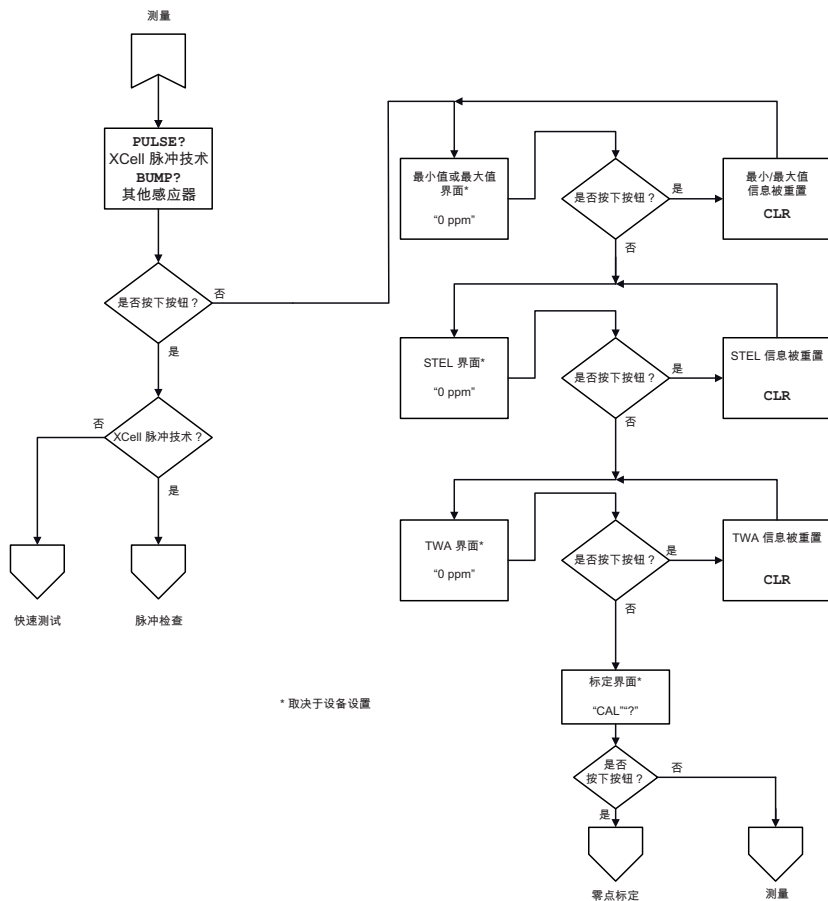 测量
PULSE?
XCell 脉冲技术
BUMP?
其他感应器
是否按下按钮?
否
是
XCell 脉冲技术?
否
是
快速测试
脉冲检查
最小值或最大值
界面*
“0 ppm”
是否按下按钮?
是
否
最小/最大值
信息被重置
CLR
STEL 界面*
“0 ppm”
是否按下按钮?
是
否
STEL 信息被重置
CLR
TWA 界面*
“0 ppm”
是否按下按钮?
是
否
TWA 信息被重置
CLR
* 取决于设备设置
标定界面*
“CAL”“?”
是否
按下按钮?
否
是
零点标定
测量